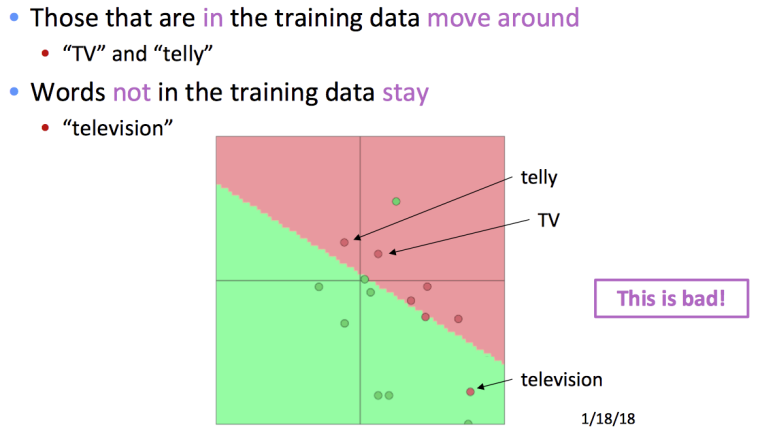 Those that are in the training data move around
“TV” and “telly”
Words not in the training data stay
“television”
telly
TV
This is bad!
television
1/18/18